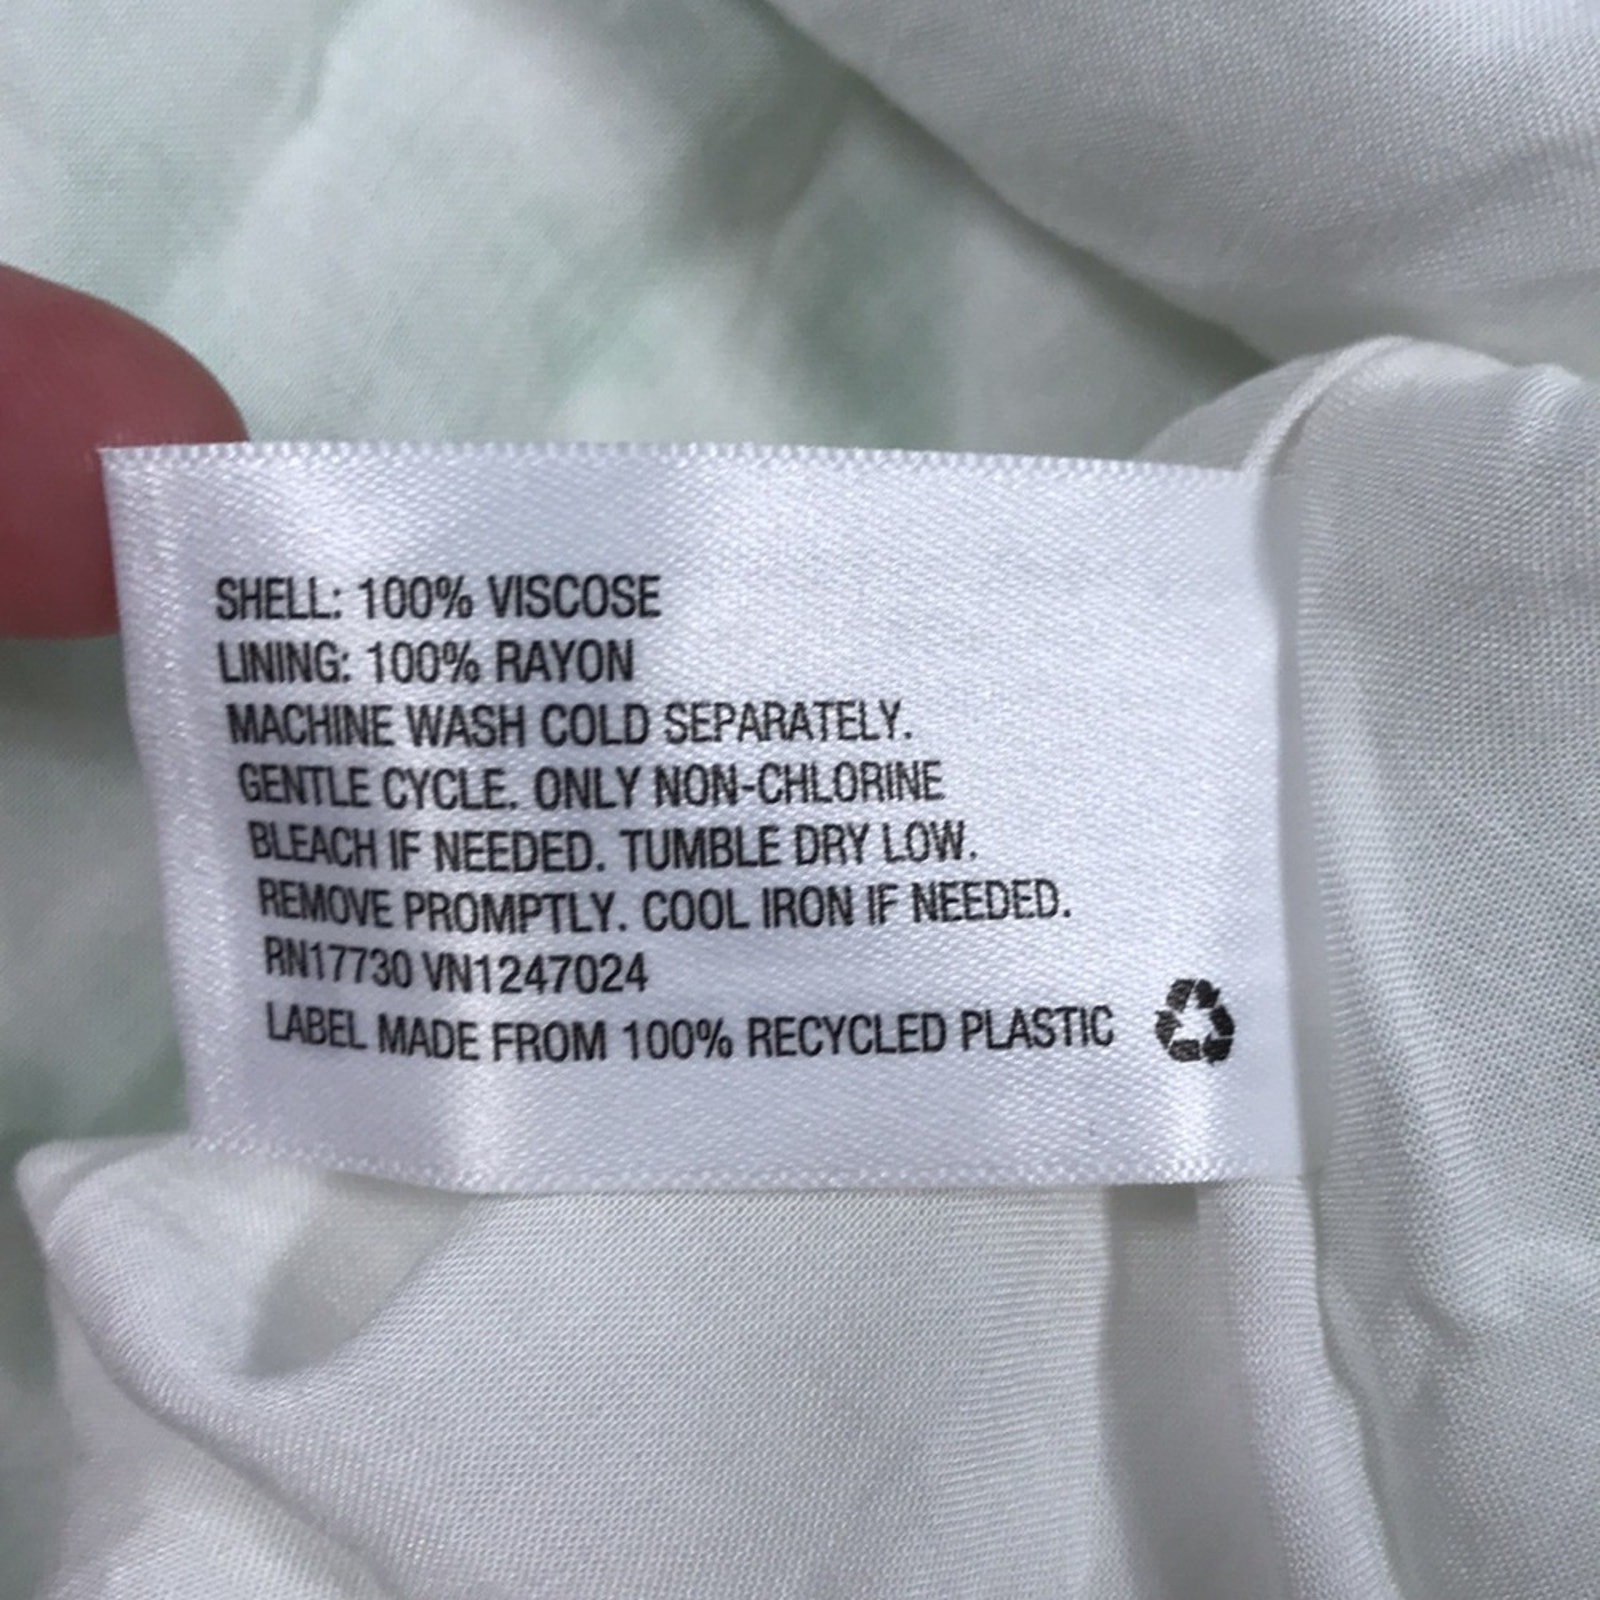 SHELL: 100% VISCOSE
LINING: 100% RAYON
MACHINE WASH COLD SEPARATELY.
GENTLE CYCLE. ONLY NON-CHLORINE
BLEACH IF NEEDED. TUMBLE DRY LOW.
REMOVE PROMPTLY. COOL IRON IF NEEDED.
RN17730 VN1247024
LABEL MADE FROM 100% RECYCLED PLASTIC